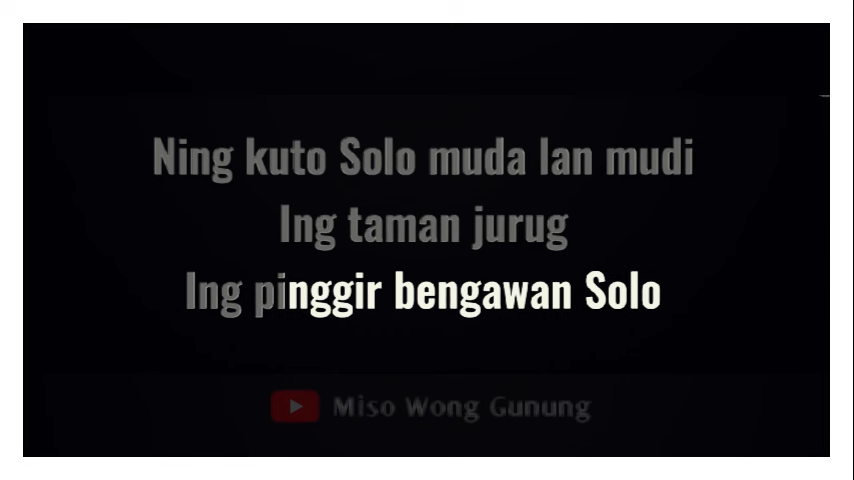 Ning kuto Solo muda lan mudi
Ing taman jurug
Ing pinggir bengawan Solo
Miso Wong Gunung